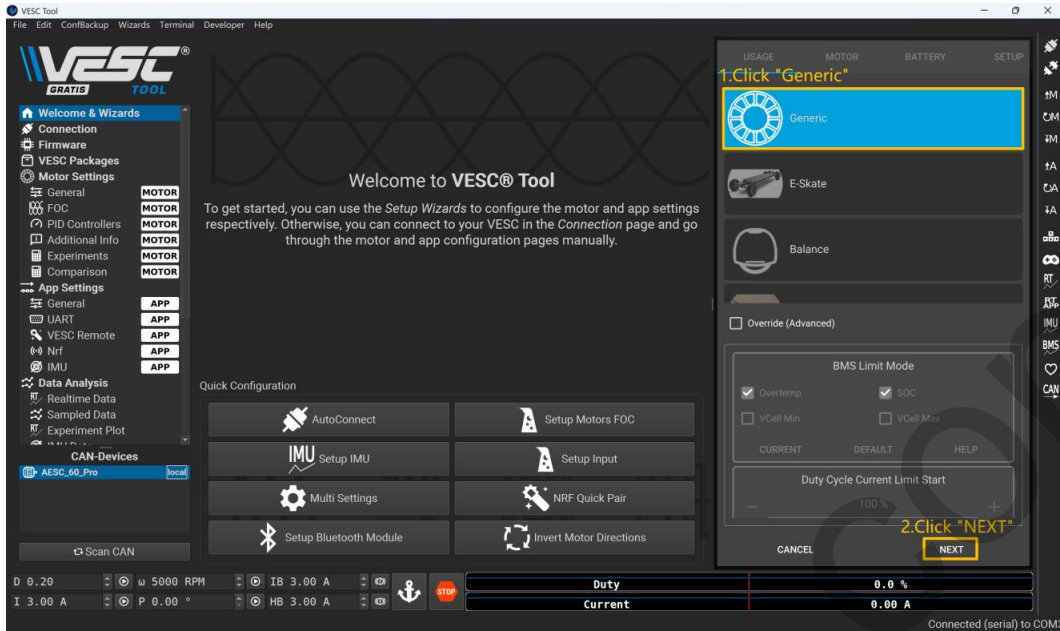 VESC Tool
File Edit ConfBackup Wizards Terminal Developer Help
VESC®
GRATIS TOOL
Welcome & Wizards
Connection
Firmware
VESC Packages
Motor Settings
General MOTOR
FOC MOTOR
PID Controllers MOTOR
Additional Info MOTOR
Experiments MOTOR
Comparison MOTOR
App Settings
General APP
UART APP
VESC Remote APP
Nrf APP
IMU APP
Data Analysis
RT Realtime Data
Sampled Data
RT Experiment Plot
CAN-Devices
AESC_60_Pro local
Scan CAN
Welcome to VESC® Tool
To get started, you can use the Setup Wizards to configure the motor and app settings
respectively. Otherwise, you can connect to your VESC in the Connection page and go
through the motor and app configuration pages manually.
Quick Configuration
AutoConnect
Setup Motors FOC
IMU Setup IMU
Setup Input
Multi Settings
NRF Quick Pair
Setup Bluetooth Module
Invert Motor Directions
USAGE MOTOR BATTERY SETUP
1.Click "Generic"
Generic
E-Skate
Balance
Override (Advanced)
BMS Limit Mode
Overtemp SOC
VCell Min VCell Max
CURRENT DEFAULT HELP
Duty Cycle Current Limit Start
100 %
2.Click "NEXT"
CANCEL NEXT
M
M
M
A
A
A
RT
RT
APP
IMU
BMS
CAN
D 0.20 ω 5000 RPM IB 3.00 A
I 3.00 A P 0.00 ° HB 3.00 A
STOP
Duty 0.0 %
Current 0.00 A
Connected (serial) to